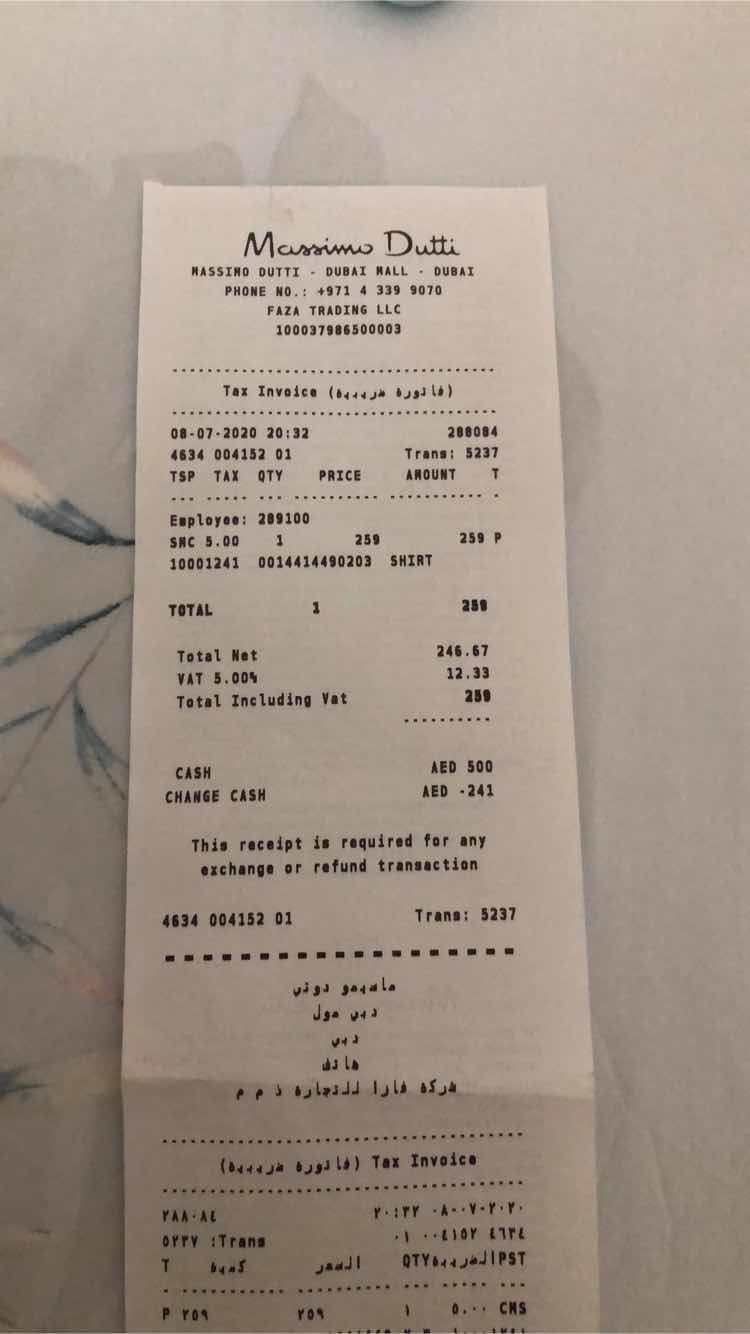 Massimo Dutti
MASSIMO DUTTI - DUBAI MALL - DUBAI
PHONE NO.: +971 4 339 9070
FAZA TRADING LLC
100037986500003
Tax Invoice (فاتورة ضريبية)
08-07-2020 20:32 288084
4634 004152 01 Trans: 5237
TSP TAX QTY PRICE AMOUNT T
Employee: 289100
SMC 5.00 1 259 259 P
10001241 0014414490203 SHIRT
TOTAL 1 259
Total Net 246.67
VAT 5.00% 12.33
Total Including Vat 259
CASH AED 500
CHANGE CASH AED -241
This receipt is required for any
exchange or refund transaction
4634 004152 01 Trans: 5237
ماسيمو دوتي
دبي مول
دبي
هاتف
شركة فازا للتجارة ذ م م
(فاتورة ضريبية) Tax Invoice
٢٨٨٠٨٤ ٢٠:٣٢ ٠٨-٠٧-٢٠٢٠
٥٢٣٧ :Trans ٠١ ٠٠٤١٥٢ ٤٦٣٤
T كمية السعر QTYالضريبةPST
P ٢٥٩ ٢٥٩ ١ ٥.٠٠ CMS